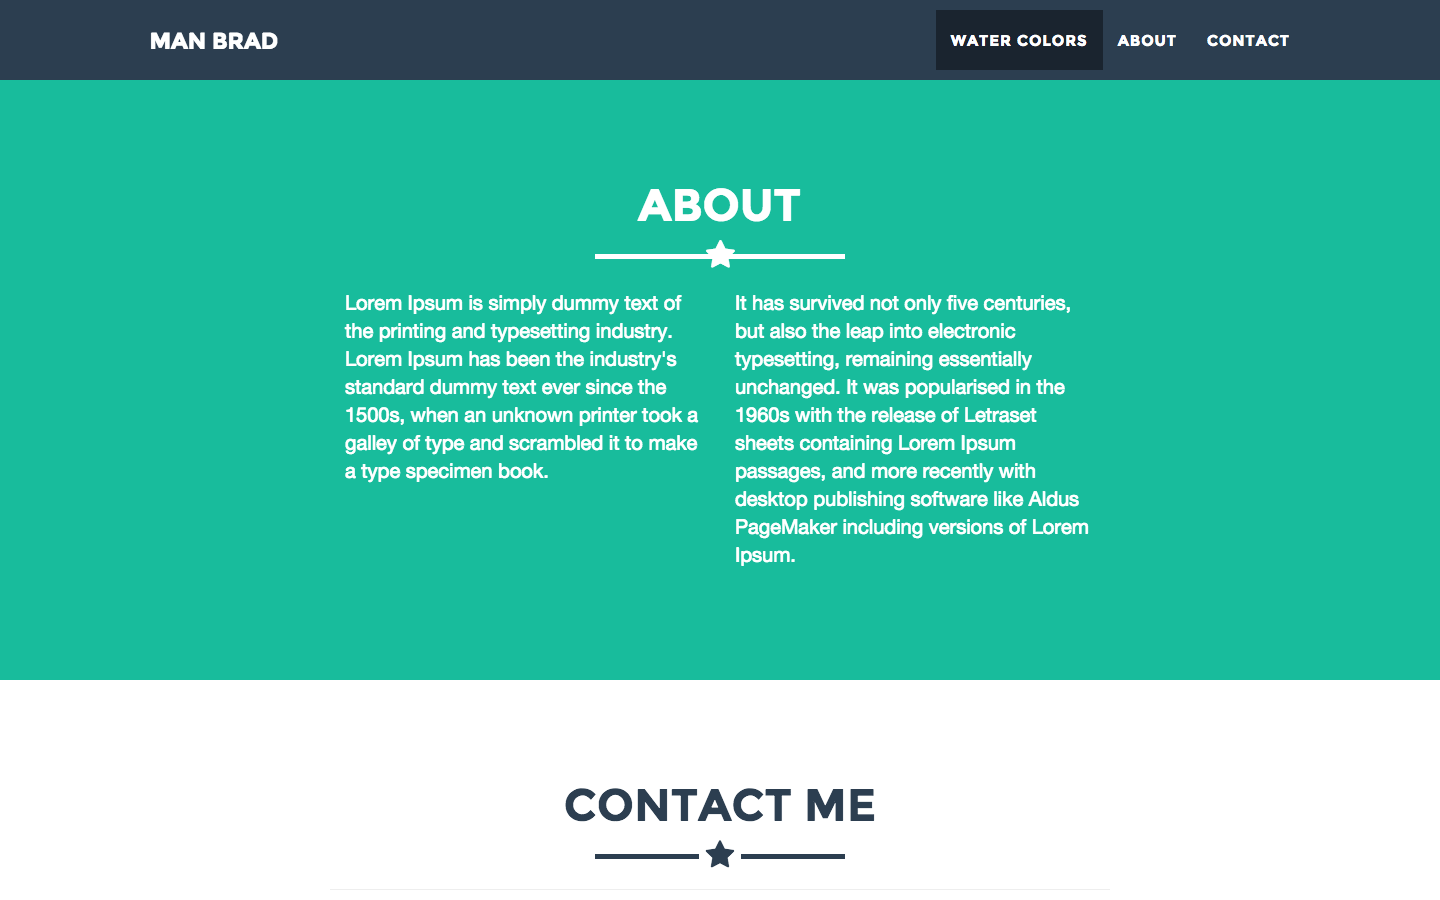 MAN BRAD
WATER COLORS
ABOUT
CONTACT
ABOUT
Lorem Ipsum is simply dummy text of
the printing and typesetting industry.
Lorem Ipsum has been the industry's
standard dummy text ever since the
1500s, when an unknown printer took a
galley of type and scrambled it to make
a type specimen book.
It has survived not only five centuries,
but also the leap into electronic
typesetting, remaining essentially
unchanged. It was popularised in the
1960s with the release of Letraset
sheets containing Lorem Ipsum
passages, and more recently with
desktop publishing software like Aldus
PageMaker including versions of Lorem
Ipsum.
CONTACT ME